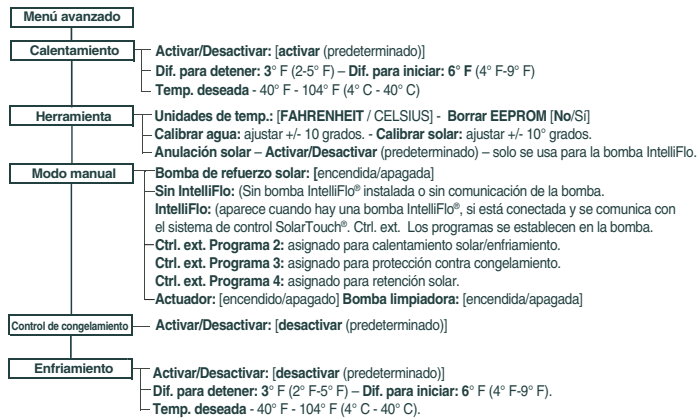 Menú avanzado
Calentamiento
Activar/Desactivar: [activar (predeterminado)]
Dif. para detener: 3° F (2-5° F) – Dif. para iniciar: 6° F (4° F-9° F)
Temp. deseada - 40° F - 104° F (4° C - 40° C)
Herramienta
Unidades de temp.: [FAHRENHEIT / CELSIUS] - Borrar EEPROM [No/Sí]
Calibrar agua: ajustar +/- 10 grados. - Calibrar solar: ajustar +/- 10° grados.
Anulación solar – Activar/Desactivar (predeterminado) – solo se usa para la bomba IntelliFlo.
Modo manual
Bomba de refuerzo solar: [encendida/apagada]
Sin IntelliFlo: (Sin bomba IntelliFlo® instalada o sin comunicación de la bomba.
IntelliFlo: (aparece cuando hay una bomba IntelliFlo®, si está conectada y se comunica con
el sistema de control SolarTouch®. Ctrl. ext. Los programas se establecen en la bomba.
Ctrl. ext. Programa 2: asignado para calentamiento solar/enfriamiento.
Ctrl. ext. Programa 3: asignado para protección contra congelamiento.
Ctrl. ext. Programa 4: asignado para retención solar.
Actuador: [encendido/apagado] Bomba limpiadora: [encendida/apagada]
Control de congelamiento
Activar/Desactivar: [desactivar (predeterminado)]
Enfriamiento
Activar/Desactivar: [desactivar (predeterminado)]
Dif. para detener: 3° F (2° F-5° F) – Dif. para iniciar: 6° F (4° F-9° F).
Temp. deseada - 40° F - 104° F (4° C - 40° C).